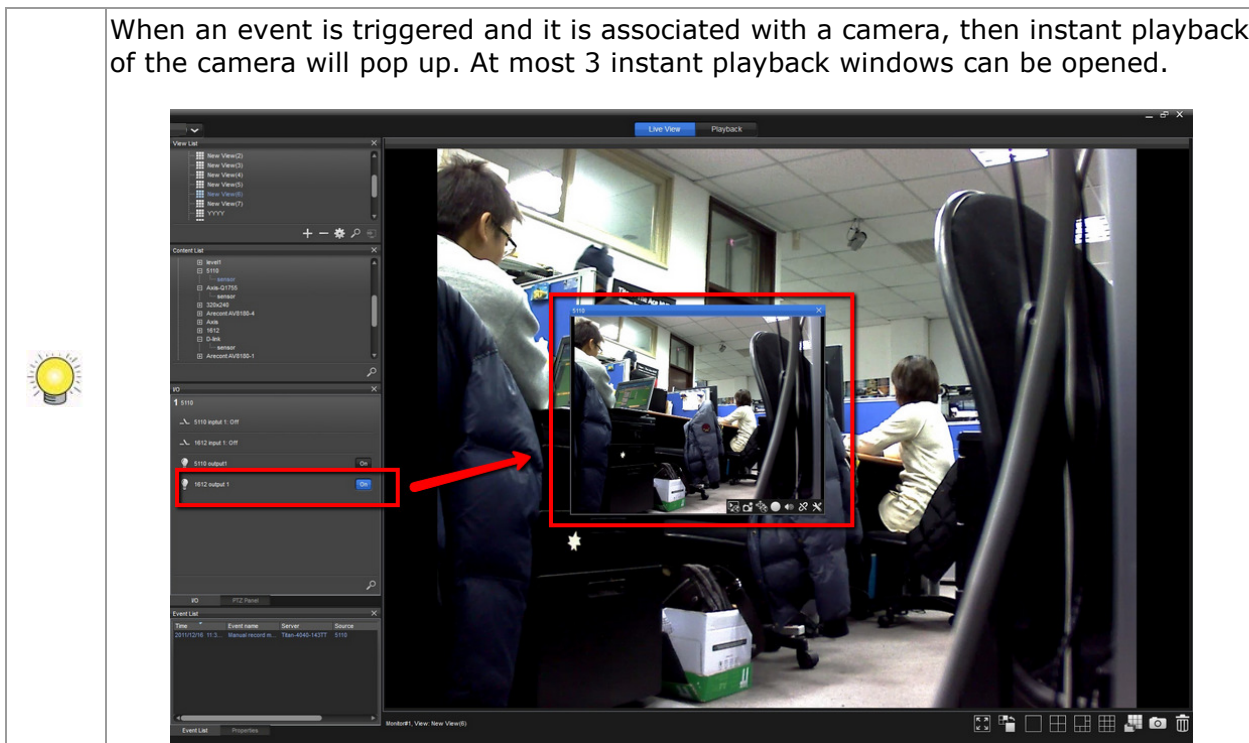 When an event is triggered and it is associated with a camera, then instant playback
of the camera will pop up. At most 3 instant playback windows can be opened.
Live View
Playback
View List
New View(2)
New View(3)
New View(4)
New View(5)
New View(6)
New View(7)
YYYY
Content List
level1
5110
sensor
Axis-Q1755
sensor
320x240
Arecont AV8180-4
Axis
1612
D-link
sensor
Arecont AV8180-1
I/O
1 5110
5110 input 1: Off
1612 input 1: Off
5110 output1 On
1612 output 1 On
I/O PTZ Panel
Event List
Time Event name Server Source
2011/12/16 11:3... Manual record m... Titan-4040-143TT 5110
Event List Properties
5110
Monitor#1, View: New View(6)